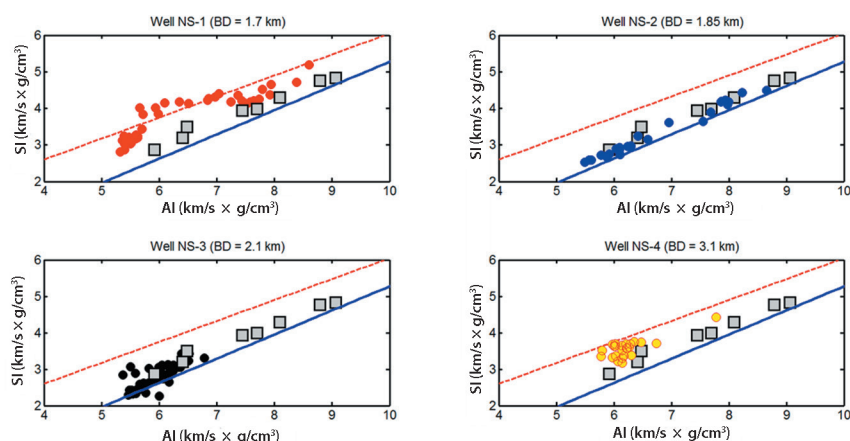 Well NS-1 (BD = 1.7 km)
6
5
4
3
2
SI (km/s × g/cm³)
4 5 6 7 8 9 10
AI (km/s × g/cm³)
Well NS-2 (BD = 1.85 km)
6
5
4
3
2
SI (km/s × g/cm³)
4 5 6 7 8 9 10
AI (km/s × g/cm³)
Well NS-3 (BD = 2.1 km)
6
5
4
3
2
SI (km/s × g/cm³)
4 5 6 7 8 9 10
AI (km/s × g/cm³)
Well NS-4 (BD = 3.1 km)
6
5
4
3
2
SI (km/s × g/cm³)
4 5 6 7 8 9 10
AI (km/s × g/cm³)